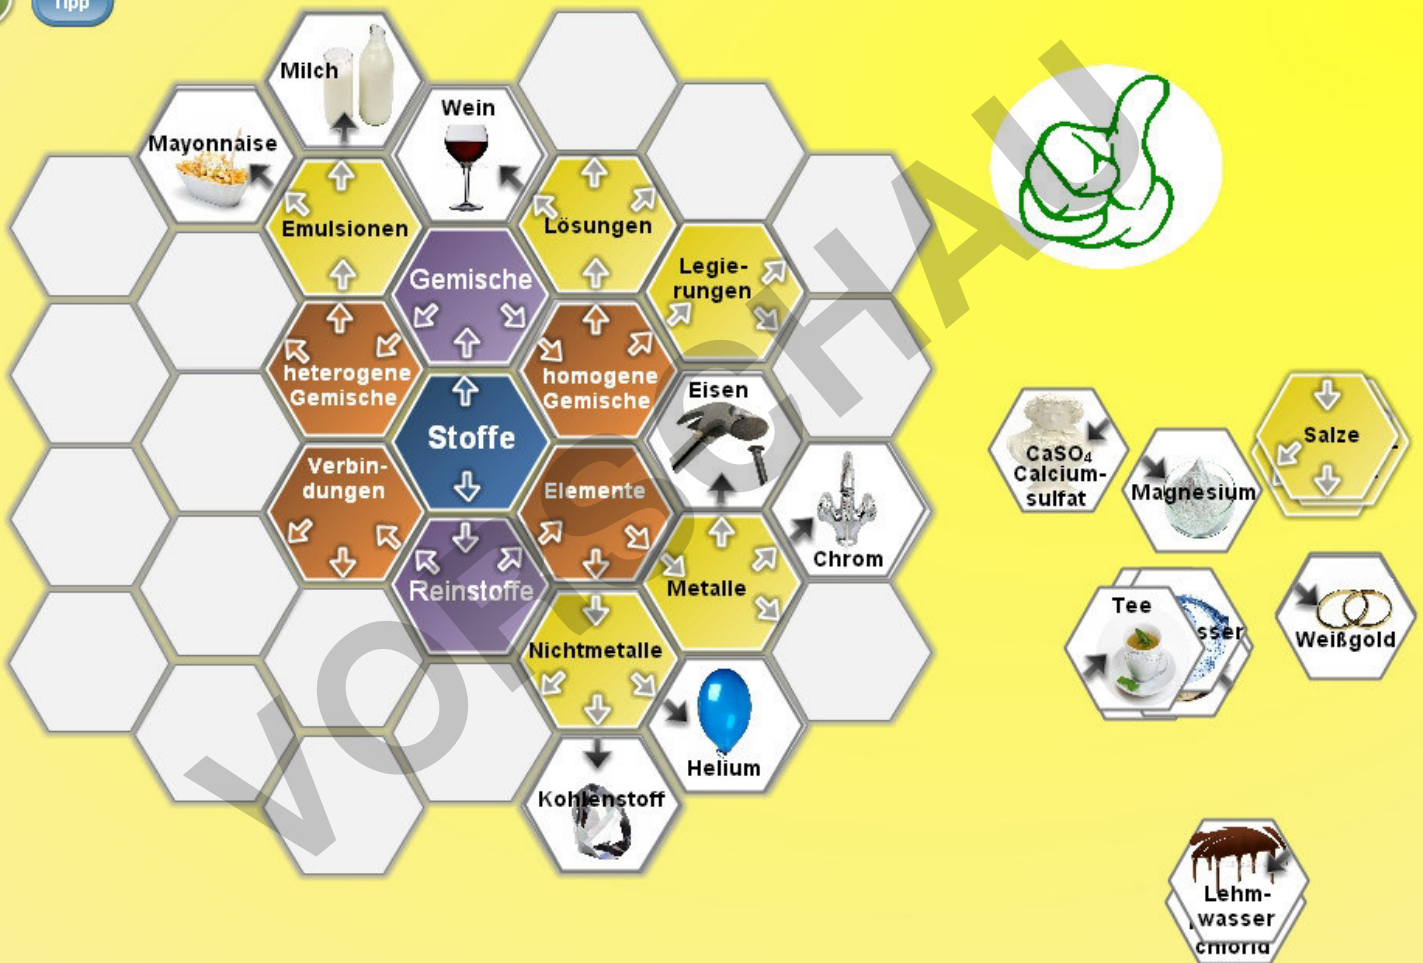 Tipp
Milch
Wein
Mayonnaise
Emulsionen
Lösungen
Gemische
Legie-
rungen
heterogene
Gemische
homogene
Gemische
Eisen
Stoffe
Verbin-
dungen
Elemente
Chrom
Reinstoffe
Metalle
Nichtmetalle
Helium
Kohlenstoff
CaSO₄
Calcium-
sulfat
Magnesium
Salze
Tee
sser
Weißgold
Lehm-
wasser
chlorid
VORSCHAU